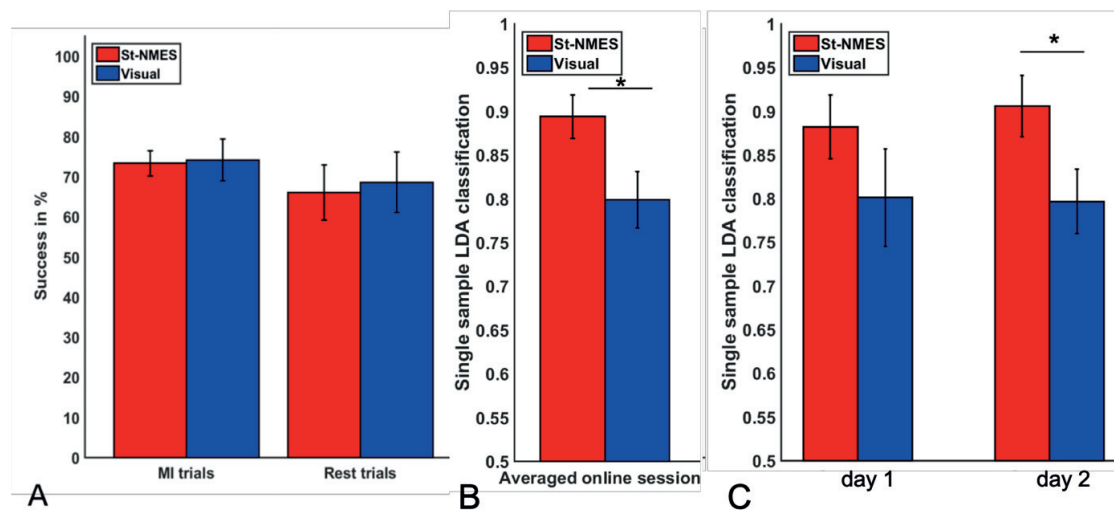 St-NMES
Visual
Success in %
100
90
80
70
60
50
40
30
20
10
0
MI trials
Rest trials
A
St-NMES
Visual
*
Single sample LDA classification
1
0.95
0.9
0.85
0.8
0.75
0.7
0.65
0.6
0.55
0.5
Averaged online session
B
St-NMES
Visual
*
Single sample LDA classification
1
0.95
0.9
0.85
0.8
0.75
0.7
0.65
0.6
0.55
0.5
day 1
day 2
C